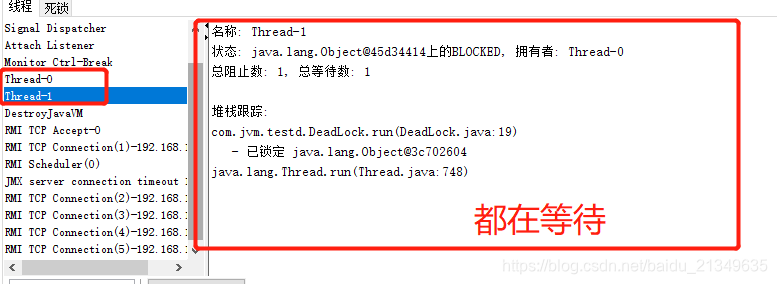 线程 死锁
Signal Dispatcher
Attach Listener
Monitor Ctrl-Break
Thread-0
Thread-1
DestroyJavaVM
RMI TCP Accept-0
RMI TCP Connection(1)-192.168.1
RMI Scheduler(0)
JMX server connection timeout
RMI TCP Connection(2)-192.168.1
RMI TCP Connection(3)-192.168.1
RMI TCP Connection(4)-192.168.1
RMI TCP Connection(5)-192.168.1
名称: Thread-1
状态: java.lang.Object@45d34414上的BLOCKED, 拥有者: Thread-0
总阻止数: 1, 总等待数: 1
堆栈跟踪:
com.jvm.testd.DeadLock.run(DeadLock.java:19)
- 已锁定 java.lang.Object@3c702604
java.lang.Thread.run(Thread.java:748)
都在等待
https://blog.csdn.net/baidu_21349635